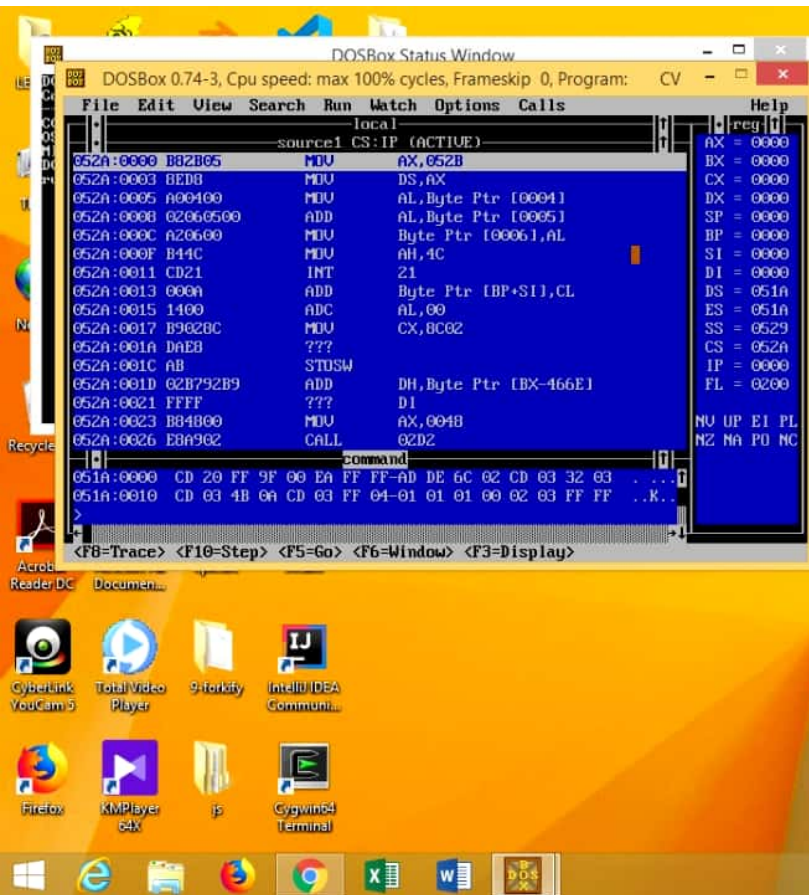 DOSBox Status Window
DOSBox 0.74-3, Cpu speed: max 100% cycles, Frameskip 0, Program: CV
File Edit View Search Run Watch Options Calls Help
local
reg
source1 CS:IP (ACTIVE)
052A:0000 B82B05 MOV AX,052B
052A:0003 8ED8 MOV DS,AX
052A:0005 A00400 MOV AL,Byte Ptr [0004]
052A:0008 02060500 ADD AL,Byte Ptr [0005]
052A:000C A20600 MOV Byte Ptr [0006],AL
052A:000F B44C MOV AH,4C
052A:0011 CD21 INT 21
052A:0013 000A ADD Byte Ptr [BP+SI],CL
052A:0015 1400 ADC AL,00
052A:0017 B9028C MOV CX,8C02
052A:001A DAE8 ???
052A:001C AB STOSW
052A:001D 02B792B9 ADD DH,Byte Ptr [BX-466E]
052A:0021 FFFF ??? DI
052A:0023 B84800 MOV AX,0048
052A:0026 E8A902 CALL 02D2
AX = 0000
BX = 0000
CX = 0000
DX = 0000
SP = 0000
BP = 0000
SI = 0000
DI = 0000
DS = 051A
ES = 051A
SS = 0529
CS = 052A
IP = 0000
FL = 0200
NV UP EI PL
NZ NA PO NC
command
051A:0000 CD 20 FF 9F 00 EA FF FF-AD DE 6C 02 CD 03 32 03
051A:0010 CD 03 4B 0A CD 03 FF 04-01 01 01 00 02 03 FF FF ..K..
>
<F8=Trace> <F10=Step> <F5=Go> <F6=Window> <F3=Display>
Recycle
Acrobat
Reader DC
Documen...
CyberLink
YouCam 5
Total Video
Player
9-forkify
IntelliJ IDEA
Communi...
Firefox
KMPlayer
64X
js
Cygwin64
Terminal